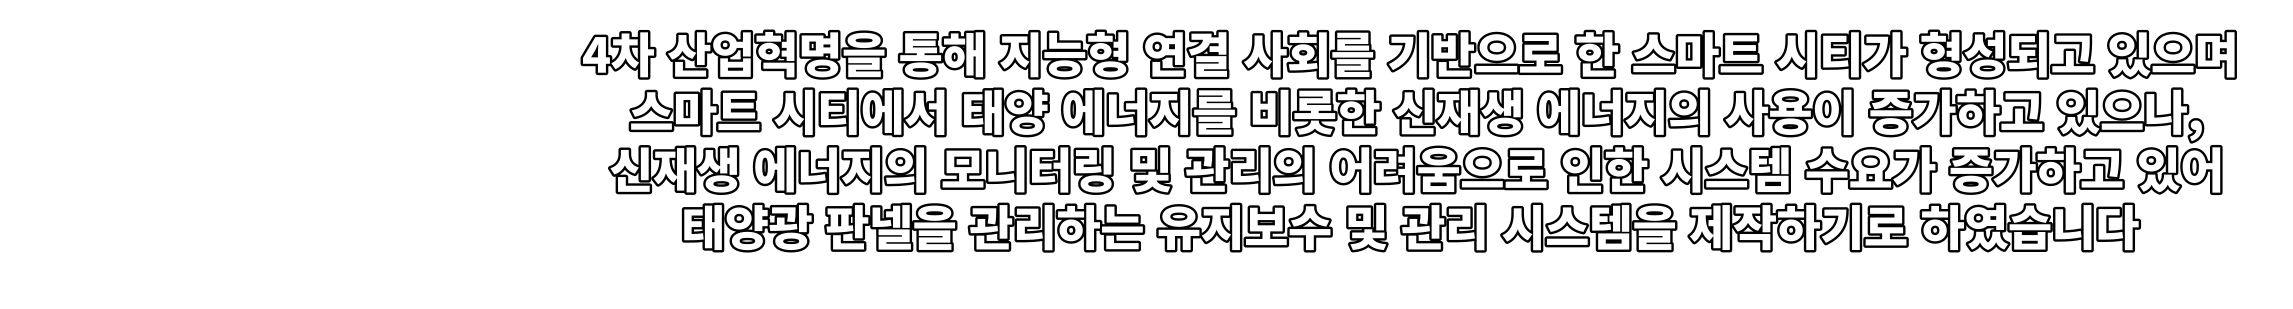 4차 산업혁명을 통해 지능형 연결 사회를 기반으로 한 스마트 시티가 형성되고 있으며
스마트 시티에서 태양 에너지를 비롯한 신재생 에너지의 사용이 증가하고 있으나,
신재생 에너지의 모니터링 및 관리의 어려움으로 인한 시스템 수요가 증가하고 있어
태양광 판넬을 관리하는 유지보수 및 관리 시스템을 제작하기로 하였습니다